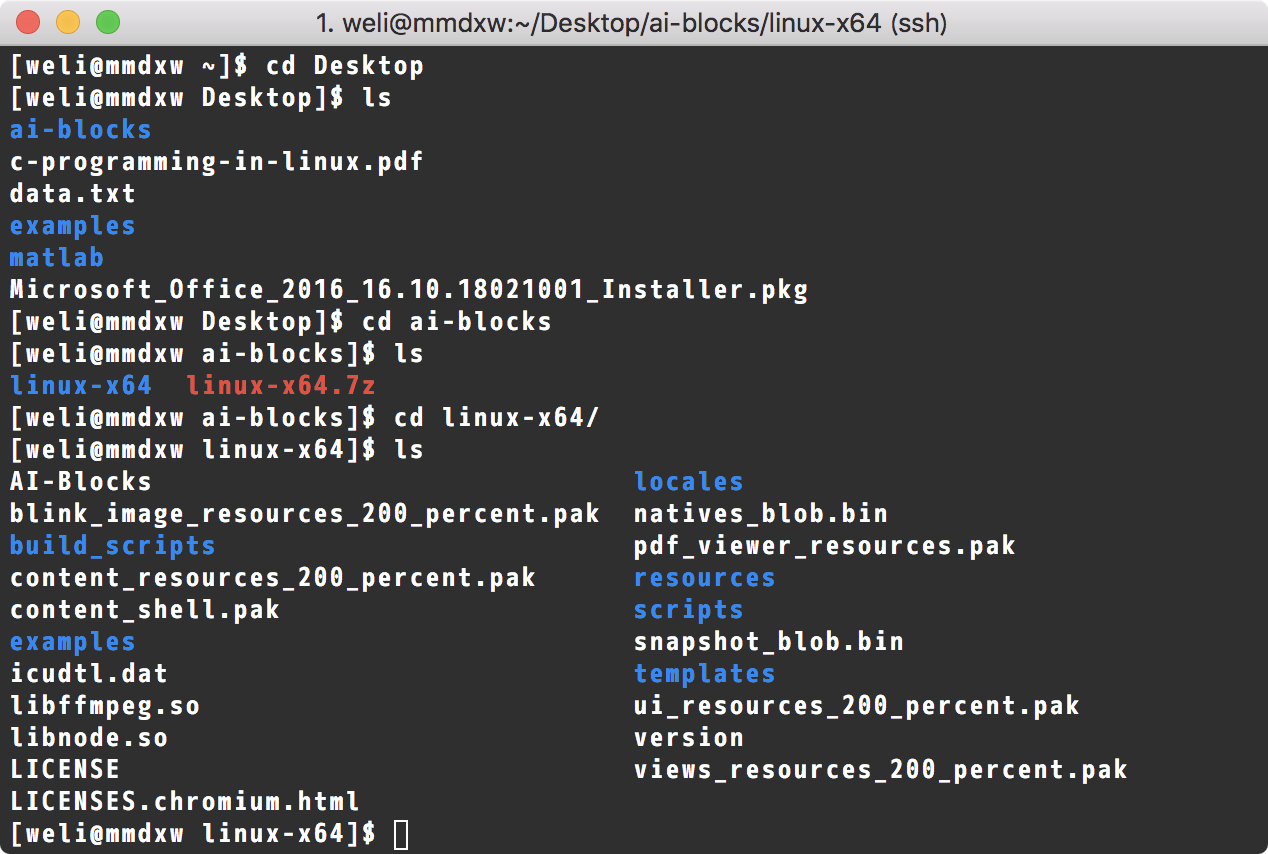 1. weli@mmdxw:~/Desktop/ai-blocks/linux-x64 (ssh)
[weli@mmdxw ~]$ cd Desktop
[weli@mmdxw Desktop]$ ls
ai-blocks
c-programming-in-linux.pdf
data.txt
examples
matlab
Microsoft_Office_2016_16.10.18021001_Installer.pkg
[weli@mmdxw Desktop]$ cd ai-blocks
[weli@mmdxw ai-blocks]$ ls
linux-x64  linux-x64.7z
[weli@mmdxw ai-blocks]$ cd linux-x64/
[weli@mmdxw linux-x64]$ ls
AI-Blocks                              locales
blink_image_resources_200_percent.pak  natives_blob.bin
build_scripts                          pdf_viewer_resources.pak
content_resources_200_percent.pak      resources
content_shell.pak                      scripts
examples                               snapshot_blob.bin
icudtl.dat                             templates
libffmpeg.so                           ui_resources_200_percent.pak
libnode.so                             version
LICENSE                                views_resources_200_percent.pak
LICENSES.chromium.html
[weli@mmdxw linux-x64]$